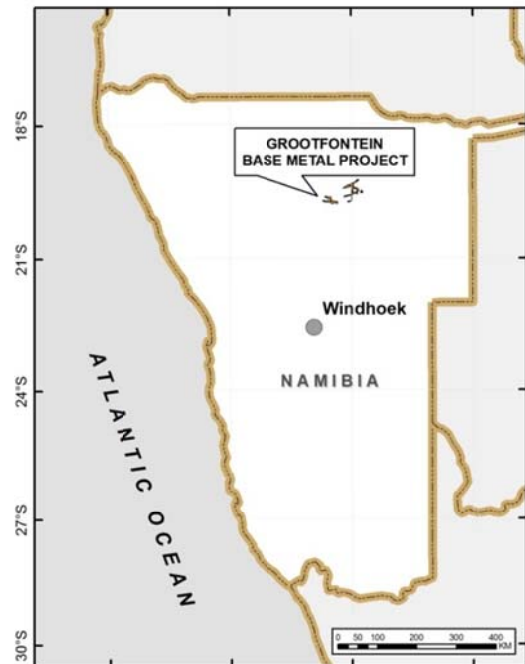 GROOTFONTEIN
BASE METAL PROJECT
Windhoek
NAMIBIA
ATLANTIC OCEAN
18°S
21°S
24°S
27°S
30°S
0 50 100 200 300 400
KM